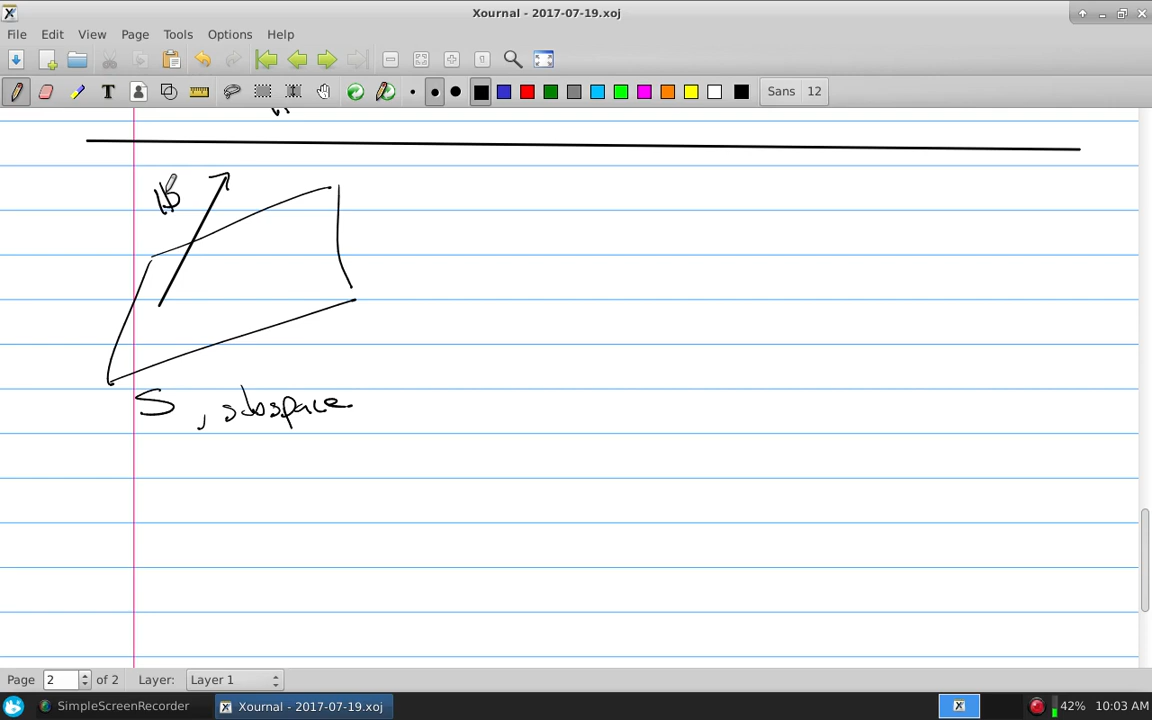 Xournal - 2017-07-19.xoj
File Edit View Page Tools Options Help
Sans 12
S , subspace
Page 2 of 2 Layer: Layer 1
SimpleScreenRecorder Xournal - 2017-07-19.xoj 42% 10:03 AM